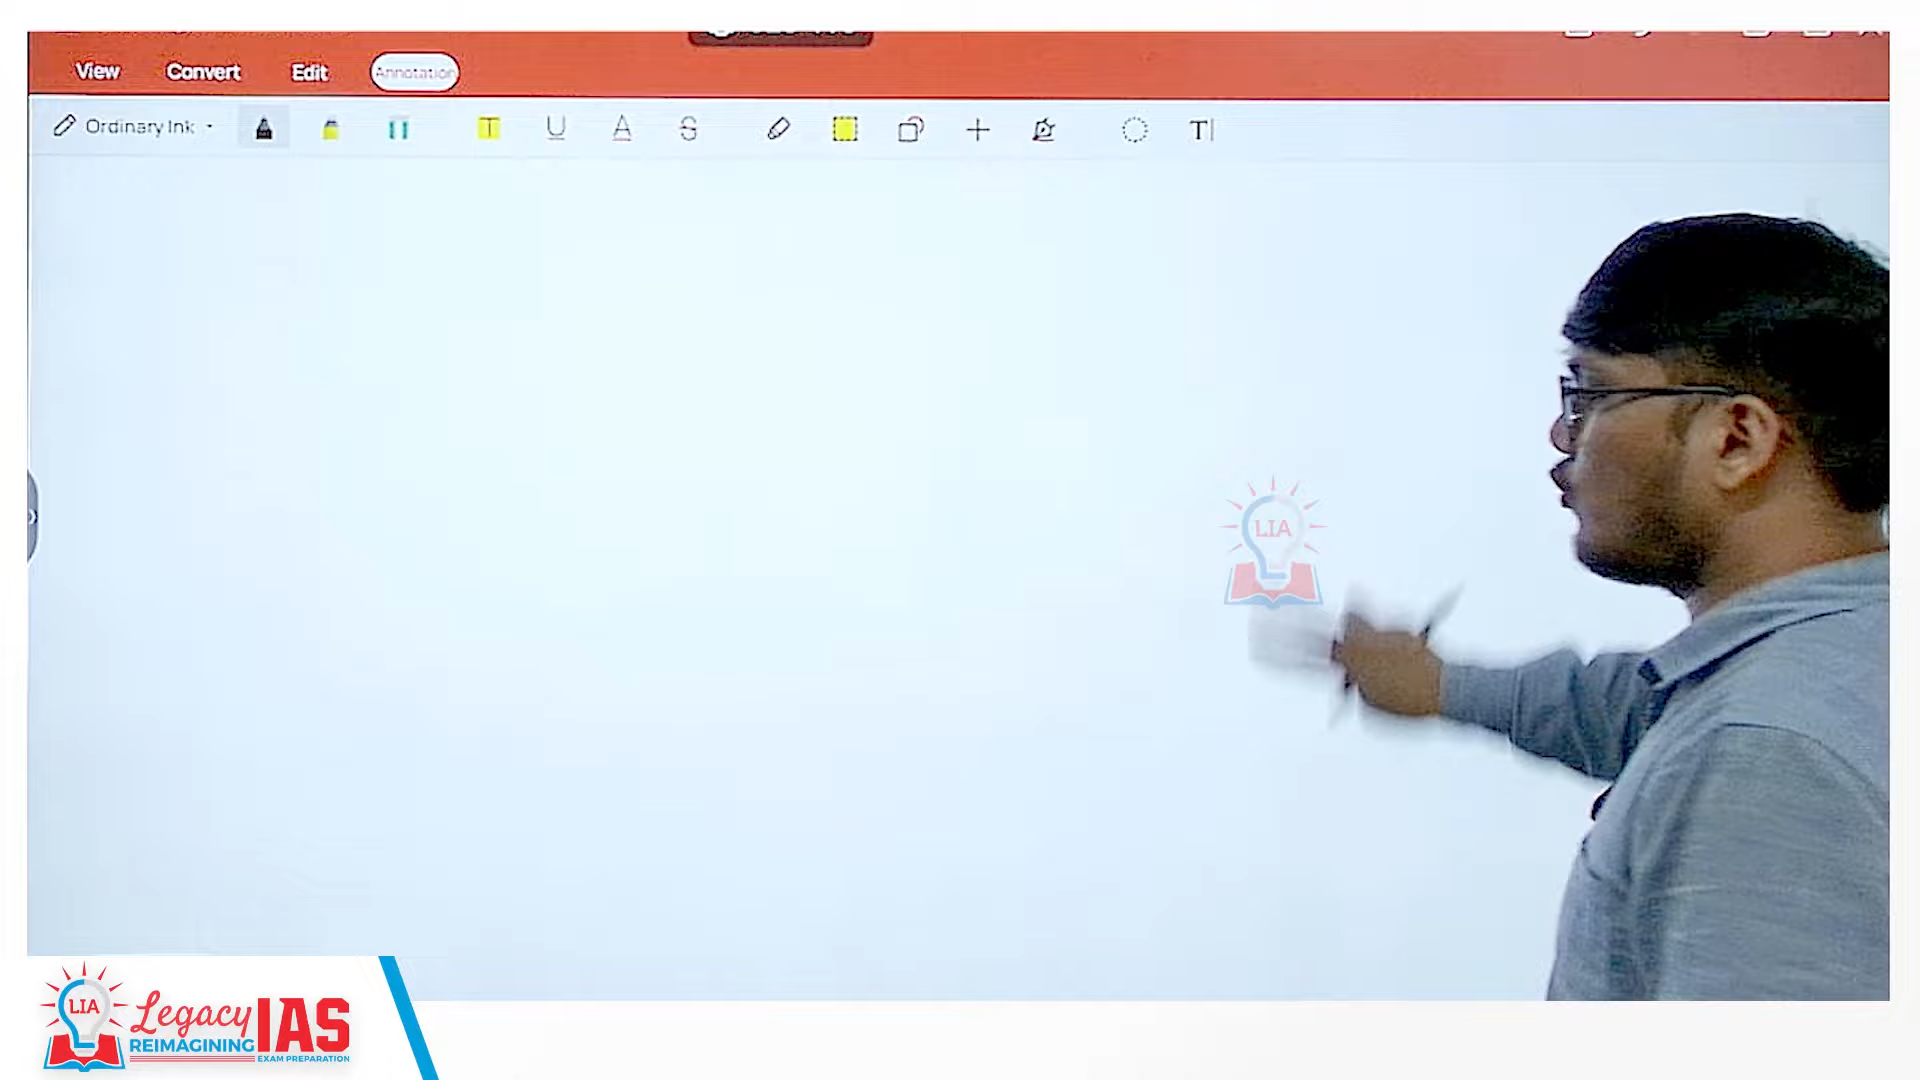 View Convert Edit Annotation
Ordinary Ink T U A S T
LIA
LIA
Legacy IAS
REIMAGINING
EXAM PREPARATION